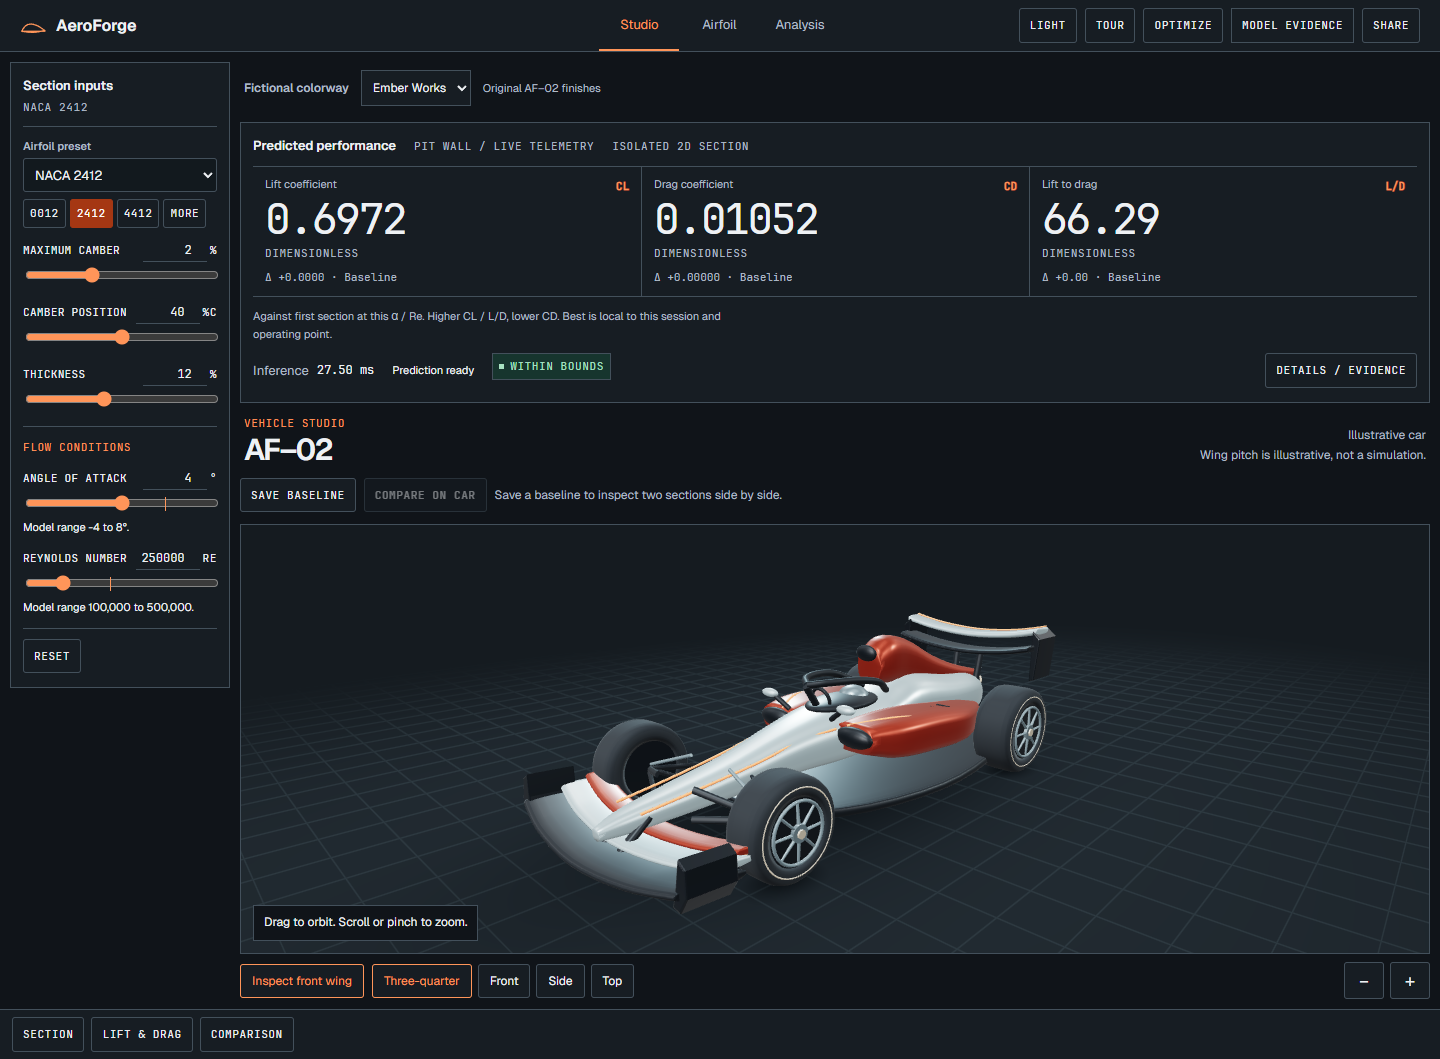 AeroForge
Studio
Airfoil
Analysis
LIGHT
TOUR
OPTIMIZE
MODEL EVIDENCE
SHARE
Section inputs
NACA 2412
Airfoil preset
NACA 2412
0012
2412
4412
MORE
MAXIMUM CAMBER 2 %
CAMBER POSITION 40 %C
THICKNESS 12 %
FLOW CONDITIONS
ANGLE OF ATTACK 4 °
Model range -4 to 8°.
REYNOLDS NUMBER 250000 RE
Model range 100,000 to 500,000.
RESET
Fictional colorway
Ember Works
Original AF–02 finishes
Predicted performance PIT WALL / LIVE TELEMETRY ISOLATED 2D SECTION
Lift coefficient CL
0.6972
DIMENSIONLESS
Δ +0.0000 · Baseline
Drag coefficient CD
0.01052
DIMENSIONLESS
Δ +0.00000 · Baseline
Lift to drag L/D
66.29
DIMENSIONLESS
Δ +0.00 · Baseline
Against first section at this α / Re. Higher CL / L/D, lower CD. Best is local to this session and
operating point.
Inference 27.50 ms Prediction ready WITHIN BOUNDS
DETAILS / EVIDENCE
VEHICLE STUDIO
AF–02
Illustrative car
Wing pitch is illustrative, not a simulation.
SAVE BASELINE
COMPARE ON CAR
Save a baseline to inspect two sections side by side.
Drag to orbit. Scroll or pinch to zoom.
Inspect front wing
Three-quarter
Front
Side
Top
−
+
SECTION
LIFT & DRAG
COMPARISON